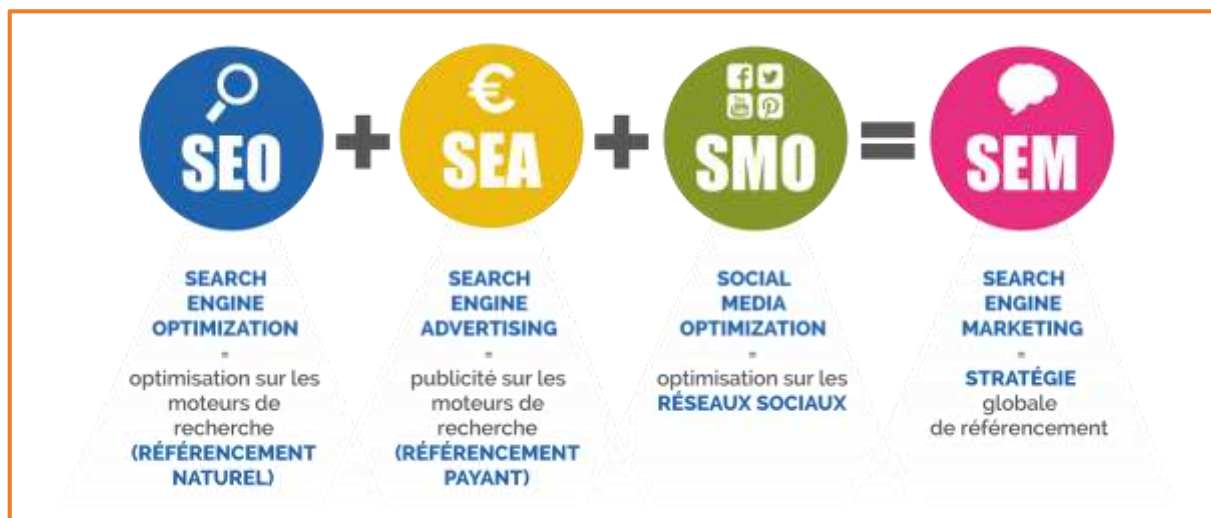 SEO + SEA + SMO = SEM
SEARCH
ENGINE
OPTIMIZATION
=
optimisation sur les
moteurs de
recherche
(RÉFÉRENCEMENT
NATUREL)
SEARCH
ENGINE
ADVERTISING
=
publicité sur les
moteurs de
recherche
(RÉFÉRENCEMENT
PAYANT)
SOCIAL
MEDIA
OPTIMIZATION
=
optimisation sur les
RÉSEAUX SOCIAUX
SEARCH
ENGINE
MARKETING
=
STRATÉGIE
globale
de référencement